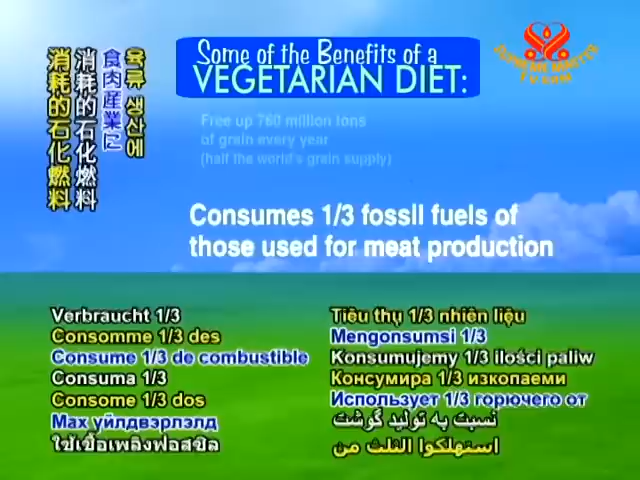 Some of the Benefits of a
VEGETARIAN DIET:
SUPREME MASTER
TV.COM
Free up 760 million tons
of grain every year
(half the world's grain supply)
Consumes 1/3 fossil fuels of
those used for meat production
육류 생산에
食肉産業に
消耗的石化燃料
消耗的石化燃料
Verbraucht 1/3
Consomme 1/3 des
Consume 1/3 de combustible
Consuma 1/3
Consome 1/3 dos
Мах үйлдвэрлэлд
ใช้เชื้อเพลิงฟอสซิล
Tiêu thụ 1/3 nhiên liệu
Mengonsumsi 1/3
Konsumujemy 1/3 ilości paliw
Консумира 1/3 изкопаеми
Использует 1/3 горючего от
نسبت به تولید گوشت
استهلكوا الثلث من